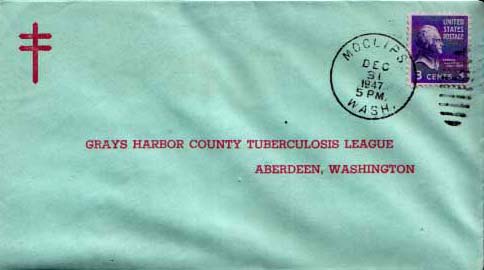 MOCLIPS
DEC
31
1947
5 PM
WASH.
UNITED
STATES
POSTAGE
3 CENTS 3
GRAYS HARBOR COUNTY TUBERCULOSIS LEAGUE
ABERDEEN, WASHINGTON